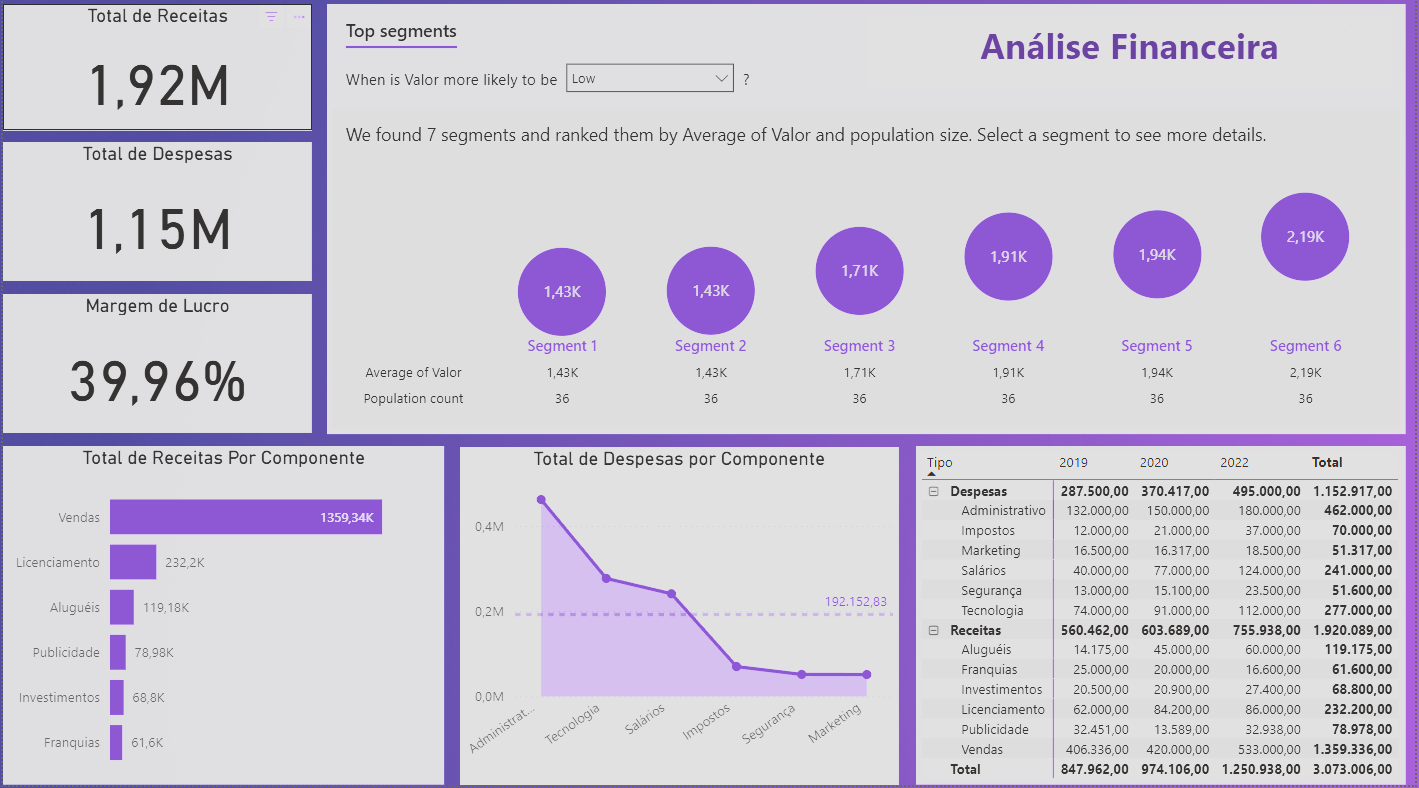 Total de Receitas
1,92M
Total de Despesas
1,15M
Margem de Lucro
39,96%
Top segments
Análise Financeira
When is Valor more likely to be Low ?
We found 7 segments and ranked them by Average of Valor and population size. Select a segment to see more details.
1,43K 1,43K 1,71K 1,91K 1,94K 2,19K
Segment 1 Segment 2 Segment 3 Segment 4 Segment 5 Segment 6
Average of Valor 1,43K 1,43K 1,71K 1,91K 1,94K 2,19K
Population count 36 36 36 36 36 36
Total de Receitas Por Componente
Vendas 1359,34K
Licenciamento 232,2K
Aluguéis 119,18K
Publicidade 78,98K
Investimentos 68,8K
Franquias 61,6K
Total de Despesas por Componente
0,4M
192.152,83
0,2M
0,0M
Administrat... Tecnologia Salários Impostos Segurança Marketing
Tipo 2019 2020 2022 Total
Despesas 287.500,00 370.417,00 495.000,00 1.152.917,00
Administrativo 132.000,00 150.000,00 180.000,00 462.000,00
Impostos 12.000,00 21.000,00 37.000,00 70.000,00
Marketing 16.500,00 16.317,00 18.500,00 51.317,00
Salários 40.000,00 77.000,00 124.000,00 241.000,00
Segurança 13.000,00 15.100,00 23.500,00 51.600,00
Tecnologia 74.000,00 91.000,00 112.000,00 277.000,00
Receitas 560.462,00 603.689,00 755.938,00 1.920.089,00
Aluguéis 14.175,00 45.000,00 60.000,00 119.175,00
Franquias 25.000,00 20.000,00 16.600,00 61.600,00
Investimentos 20.500,00 20.900,00 27.400,00 68.800,00
Licenciamento 62.000,00 84.200,00 86.000,00 232.200,00
Publicidade 32.451,00 13.589,00 32.938,00 78.978,00
Vendas 406.336,00 420.000,00 533.000,00 1.359.336,00
Total 847.962,00 974.106,00 1.250.938,00 3.073.006,00